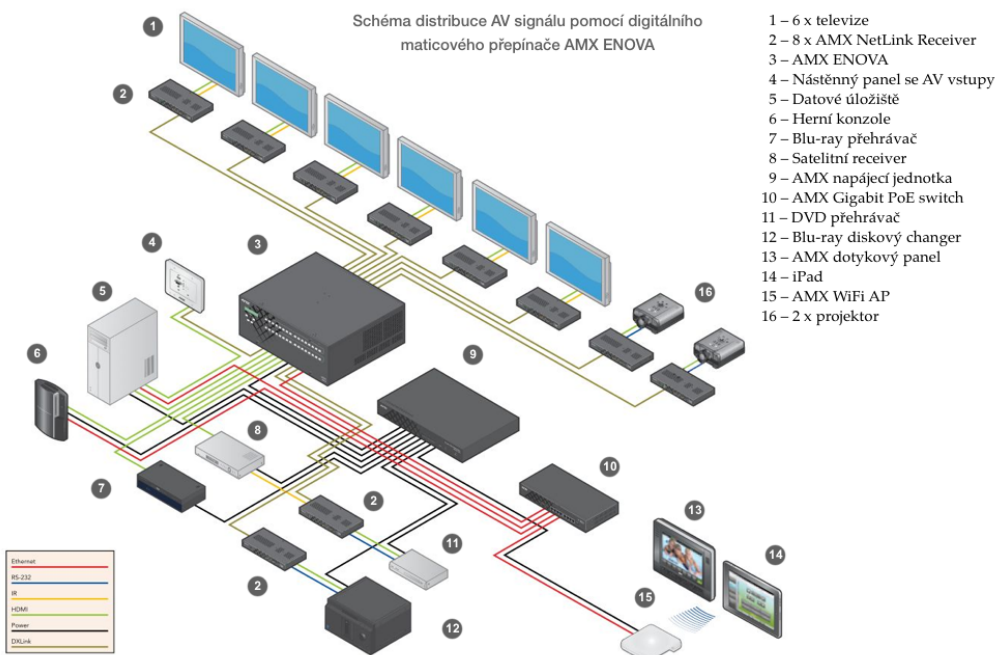 Schéma distribuce AV signálu pomocí digitálního
maticového přepínače AMX ENOVA
1 – 6 x televize
2 – 8 x AMX NetLink Receiver
3 – AMX ENOVA
4 – Nástěnný panel se AV vstupy
5 – Datové úložiště
6 – Herní konzole
7 – Blu-ray přehrávač
8 – Satelitní receiver
9 – AMX napájecí jednotka
10 – AMX Gigabit PoE switch
11 – DVD přehrávač
12 – Blu-ray diskový changer
13 – AMX dotykový panel
14 – iPad
15 – AMX WiFi AP
16 – 2 x projektor
1
2
3
4
5
6
16
9
8
7
10
2
11
2
12
13
14
15
Ethernet
RS-232
IR
HDMI
Power
DXLink